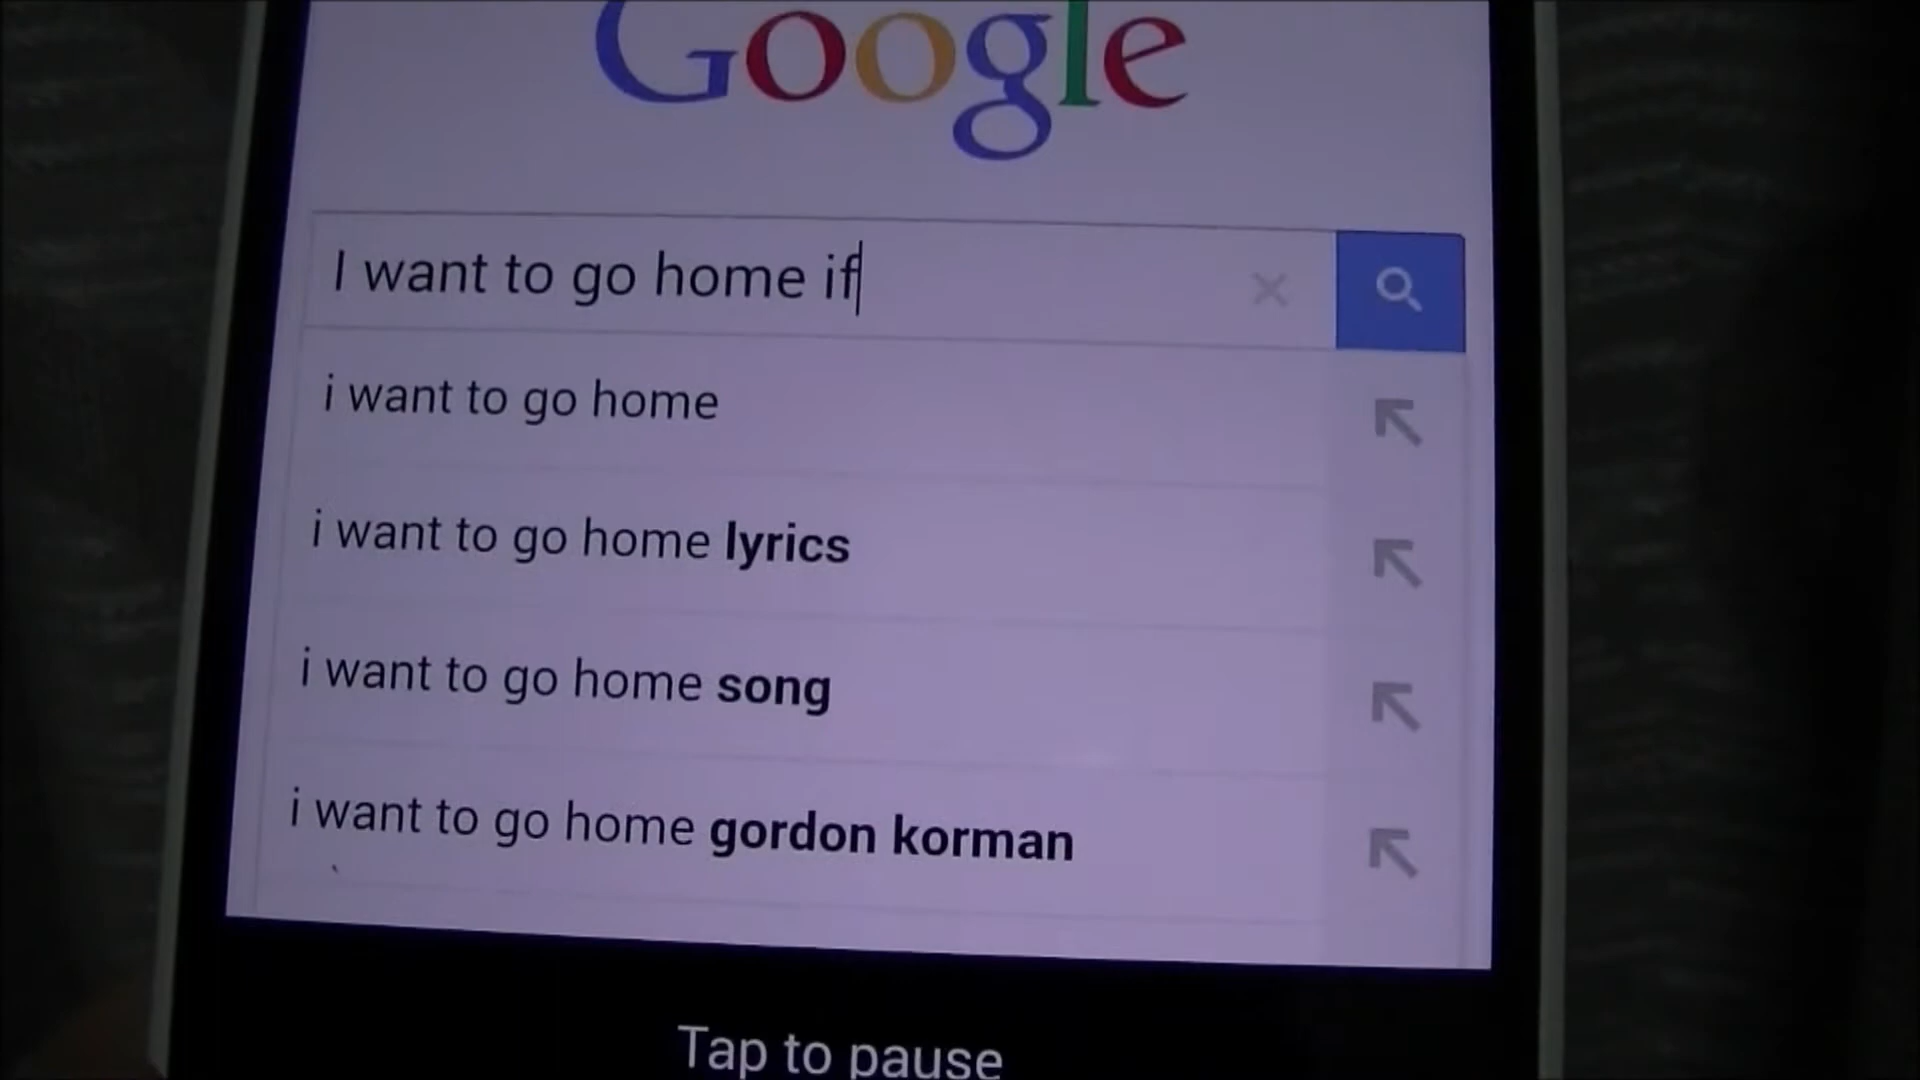 Google
I want to go home if
i want to go home
i want to go home lyrics
i want to go home song
i want to go home gordon korman
Tap to pause